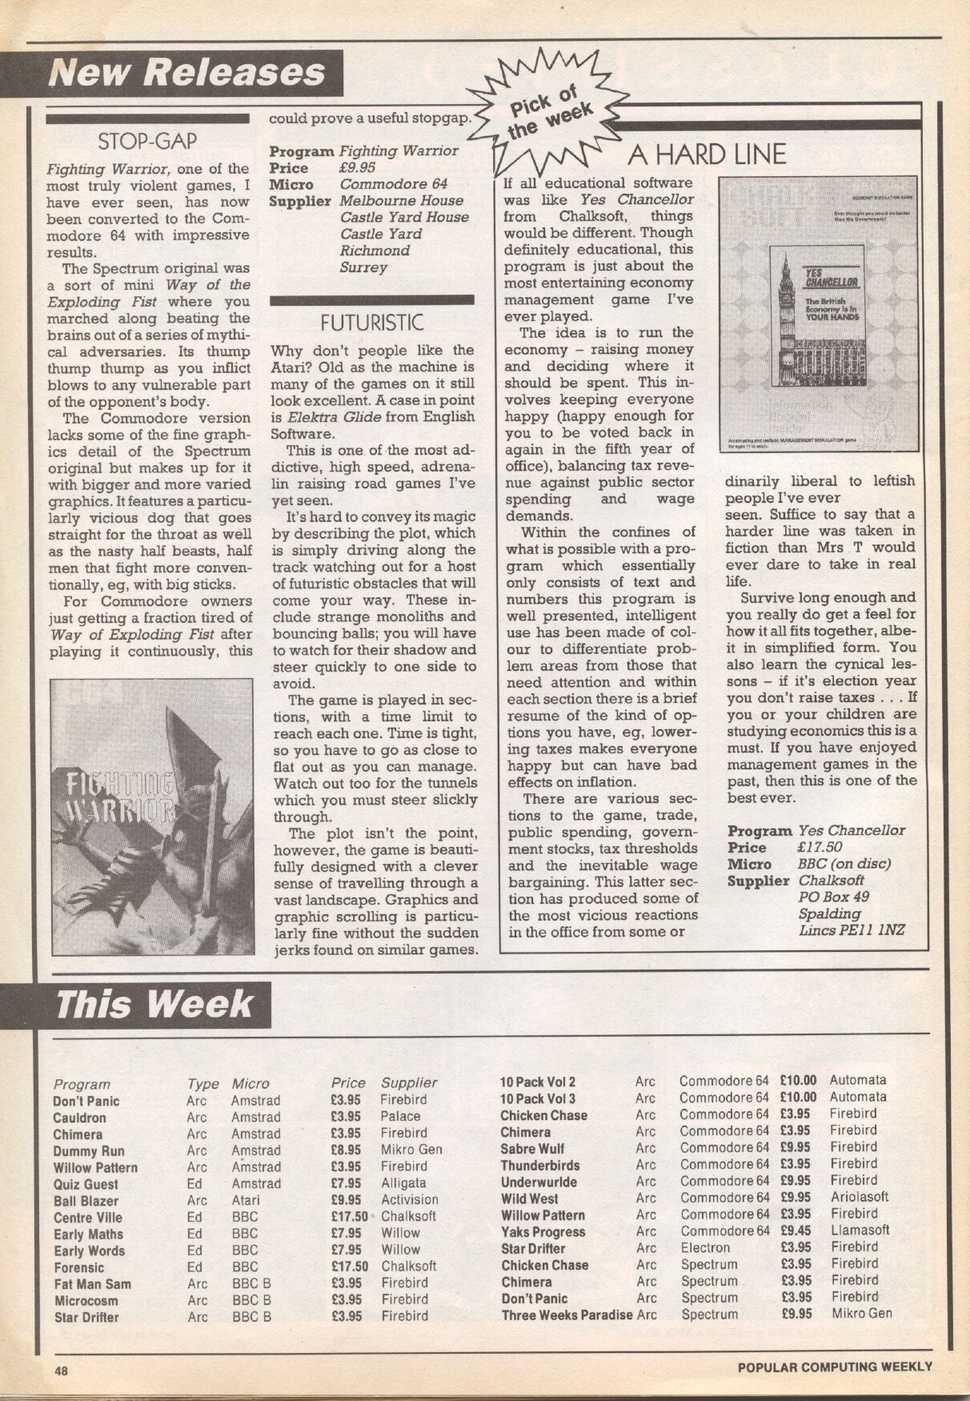 New Releases
STOP-GAP
Fighting Warrior, one of the
most truly violent games, I
have ever seen, has now
been converted to the Com-
modore 64 with impressive
results.
The Spectrum original was
a sort of mini Way of the
Exploding Fist where you
marched along beating the
brains out of a series of mythi-
cal adversaries. Its thump
thump thump as you inflict
blows to any vulnerable part
of the opponent's body.
The Commodore version
lacks some of the fine graph-
ics detail of the Spectrum
original but makes up for it
with bigger and more varied
graphics. It features a particu-
larly vicious dog that goes
straight for the throat as well
as the nasty half beasts, half
men that fight more conven-
tionally, eg, with big sticks.
For Commodore owners
just getting a fraction tired of
Way of Exploding Fist after
playing it continuously, this
FIGHTING
WARRIOR
could prove a useful stopgap.
Program Fighting Warrior
Price £9.95
Micro Commodore 64
Supplier Melbourne House
Castle Yard House
Castle Yard
Richmond
Surrey
FUTURISTIC
Why don't people like the
Atari? Old as the machine is
many of the games on it still
look excellent. A case in point
is Elektra Glide from English
Software.
This is one of the most ad-
dictive, high speed, adrena-
lin raising road games I've
yet seen.
It's hard to convey its magic
by describing the plot, which
is simply driving along the
track watching out for a host
of futuristic obstacles that will
come your way. These in-
clude strange monoliths and
bouncing balls; you will have
to watch for their shadow and
steer quickly to one side to
avoid.
The game is played in sec-
tions, with a time limit to
reach each one. Time is tight,
so you have to go as close to
flat out as you can manage.
Watch out too for the tunnels
which you must steer slickly
through.
The plot isn't the point,
however, the game is beauti-
fully designed with a clever
sense of travelling through a
vast landscape. Graphics and
graphic scrolling is particu-
larly fine without the sudden
jerks found on similar games.
Pick of
the week
A HARD LINE
If all educational software
was like Yes Chancellor
from Chalksoft, things
would be different. Though
definitely educational, this
program is just about the
most entertaining economy
management game I've
ever played.
The idea is to run the
economy – raising money
and deciding where it
should be spent. This in-
volves keeping everyone
happy (happy enough for
you to be voted back in
again in the fifth year of
office), balancing tax reve-
nue against public sector
spending and wage
demands.
Within the confines of
what is possible with a pro-
gram which essentially
only consists of text and
numbers this program is
well presented, intelligent
use has been made of col-
our to differentiate prob-
lem areas from those that
need attention and within
each section there is a brief
resume of the kind of op-
tions you have, eg, lower-
ing taxes makes everyone
happy but can have bad
effects on inflation.
There are various sec-
tions to the game, trade,
public spending, govern-
ment stocks, tax thresholds
and the inevitable wage
bargaining. This latter sec-
tion has produced some of
the most vicious reactions
in the office from some or
YES
CHANCELLOR
The British
Economy is in
YOUR HANDS
dinarily liberal to leftish
people I've ever
seen. Suffice to say that a
harder line was taken in
fiction than Mrs T would
ever dare to take in real
life.
Survive long enough and
you really do get a feel for
how it all fits together, albe-
it in simplified form. You
also learn the cynical les-
sons – if it's election year
you don't raise taxes . . . If
you or your children are
studying economics this is a
must. If you have enjoyed
management games in the
past, then this is one of the
best ever.
Program Yes Chancellor
Price £17.50
Micro BBC (on disc)
Supplier Chalksoft
PO Box 49
Spalding
Lincs PE11 1NZ
This Week
Program Type Micro Price Supplier
Don't Panic Arc Amstrad £3.95 Firebird
Cauldron Arc Amstrad £3.95 Palace
Chimera Arc Amstrad £3.95 Firebird
Dummy Run Arc Amstrad £8.95 Mikro Gen
Willow Pattern Arc Amstrad £3.95 Firebird
Quiz Guest Ed Amstrad £7.95 Alligata
Ball Blazer Arc Atari £9.95 Activision
Centre Ville Ed BBC £17.50 Chalksoft
Early Maths Ed BBC £7.95 Willow
Early Words Ed BBC £7.95 Willow
Forensic Ed BBC £17.50 Chalksoft
Fat Man Sam Arc BBC B £3.95 Firebird
Microcosm Arc BBC B £3.95 Firebird
Star Drifter Arc BBC B £3.95 Firebird
10 Pack Vol 2 Arc Commodore 64 £10.00 Automata
10 Pack Vol 3 Arc Commodore 64 £10.00 Automata
Chicken Chase Arc Commodore 64 £3.95 Firebird
Chimera Arc Commodore 64 £3.95 Firebird
Sabre Wulf Arc Commodore 64 £9.95 Firebird
Thunderbirds Arc Commodore 64 £3.95 Firebird
Underwurlde Arc Commodore 64 £9.95 Firebird
Wild West Arc Commodore 64 £9.95 Ariolasoft
Willow Pattern Arc Commodore 64 £3.95 Firebird
Yaks Progress Arc Commodore 64 £9.45 Llamasoft
Star Drifter Arc Electron £3.95 Firebird
Chicken Chase Arc Spectrum £3.95 Firebird
Chimera Arc Spectrum £3.95 Firebird
Don't Panic Arc Spectrum £3.95 Firebird
Three Weeks Paradise Arc Spectrum £9.95 Mikro Gen
48
POPULAR COMPUTING WEEKLY